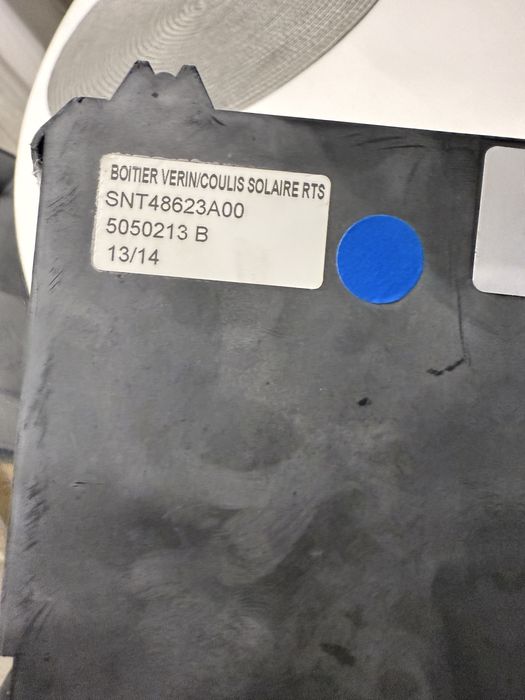 BOITIER VERIN/COULIS SOLAIRE RTS
SNT48623A00
5050213 B
13/14